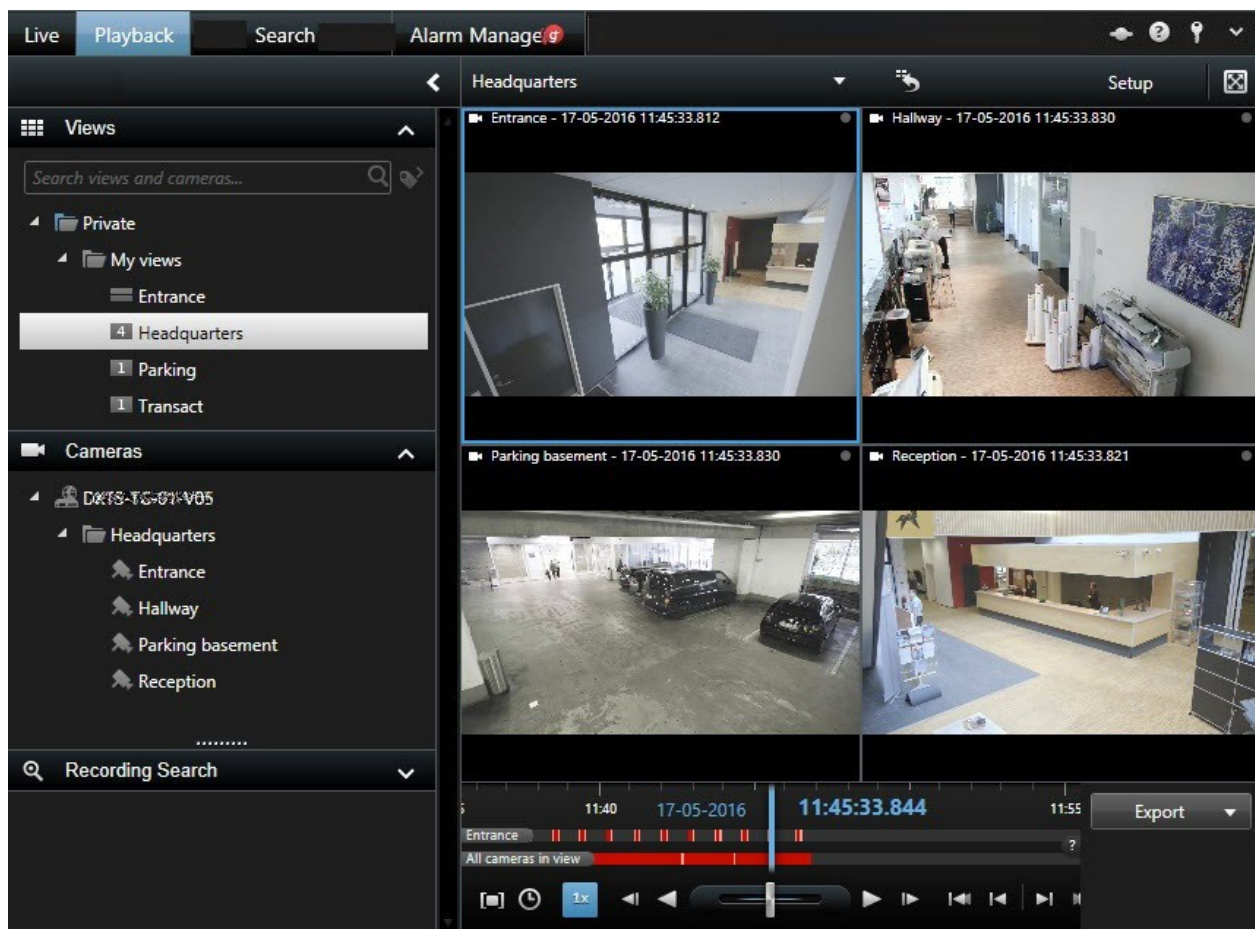 Live Playback Search Alarm Manage
Headquarters Setup
Views
Search views and cameras...
Private
My views
Entrance
4 Headquarters
1 Parking
1 Transact
Cameras
Headquarters
Entrance
Hallway
Parking basement
Reception
Recording Search
Entrance - 17-05-2016 11:45:33.812
Hallway - 17-05-2016 11:45:33.830
Parking basement - 17-05-2016 11:45:33.830
Reception - 17-05-2016 11:45:33.821
11:40 17-05-2016 11:45:33.844 11:55
Entrance
All cameras in view
?
1x
Export